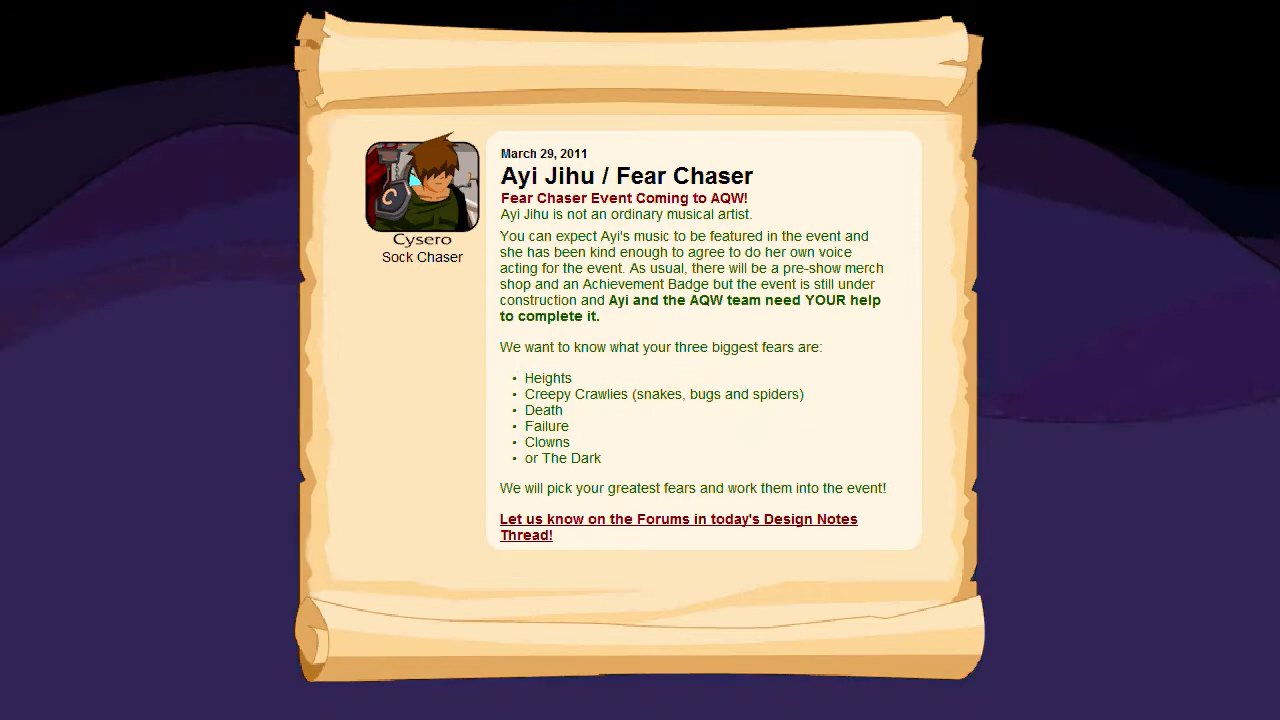 March 29, 2011
Ayi Jihu / Fear Chaser
Fear Chaser Event Coming to AQW!
Ayi Jihu is not an ordinary musical artist.
Cysero
Sock Chaser
You can expect Ayi's music to be featured in the event and
she has been kind enough to agree to do her own voice
acting for the event. As usual, there will be a pre-show merch
shop and an Achievement Badge but the event is still under
construction and Ayi and the AQW team need YOUR help
to complete it.
We want to know what your three biggest fears are:
• Heights
• Creepy Crawlies (snakes, bugs and spiders)
• Death
• Failure
• Clowns
• or The Dark
We will pick your greatest fears and work them into the event!
Let us know on the Forums in today's Design Notes
Thread!